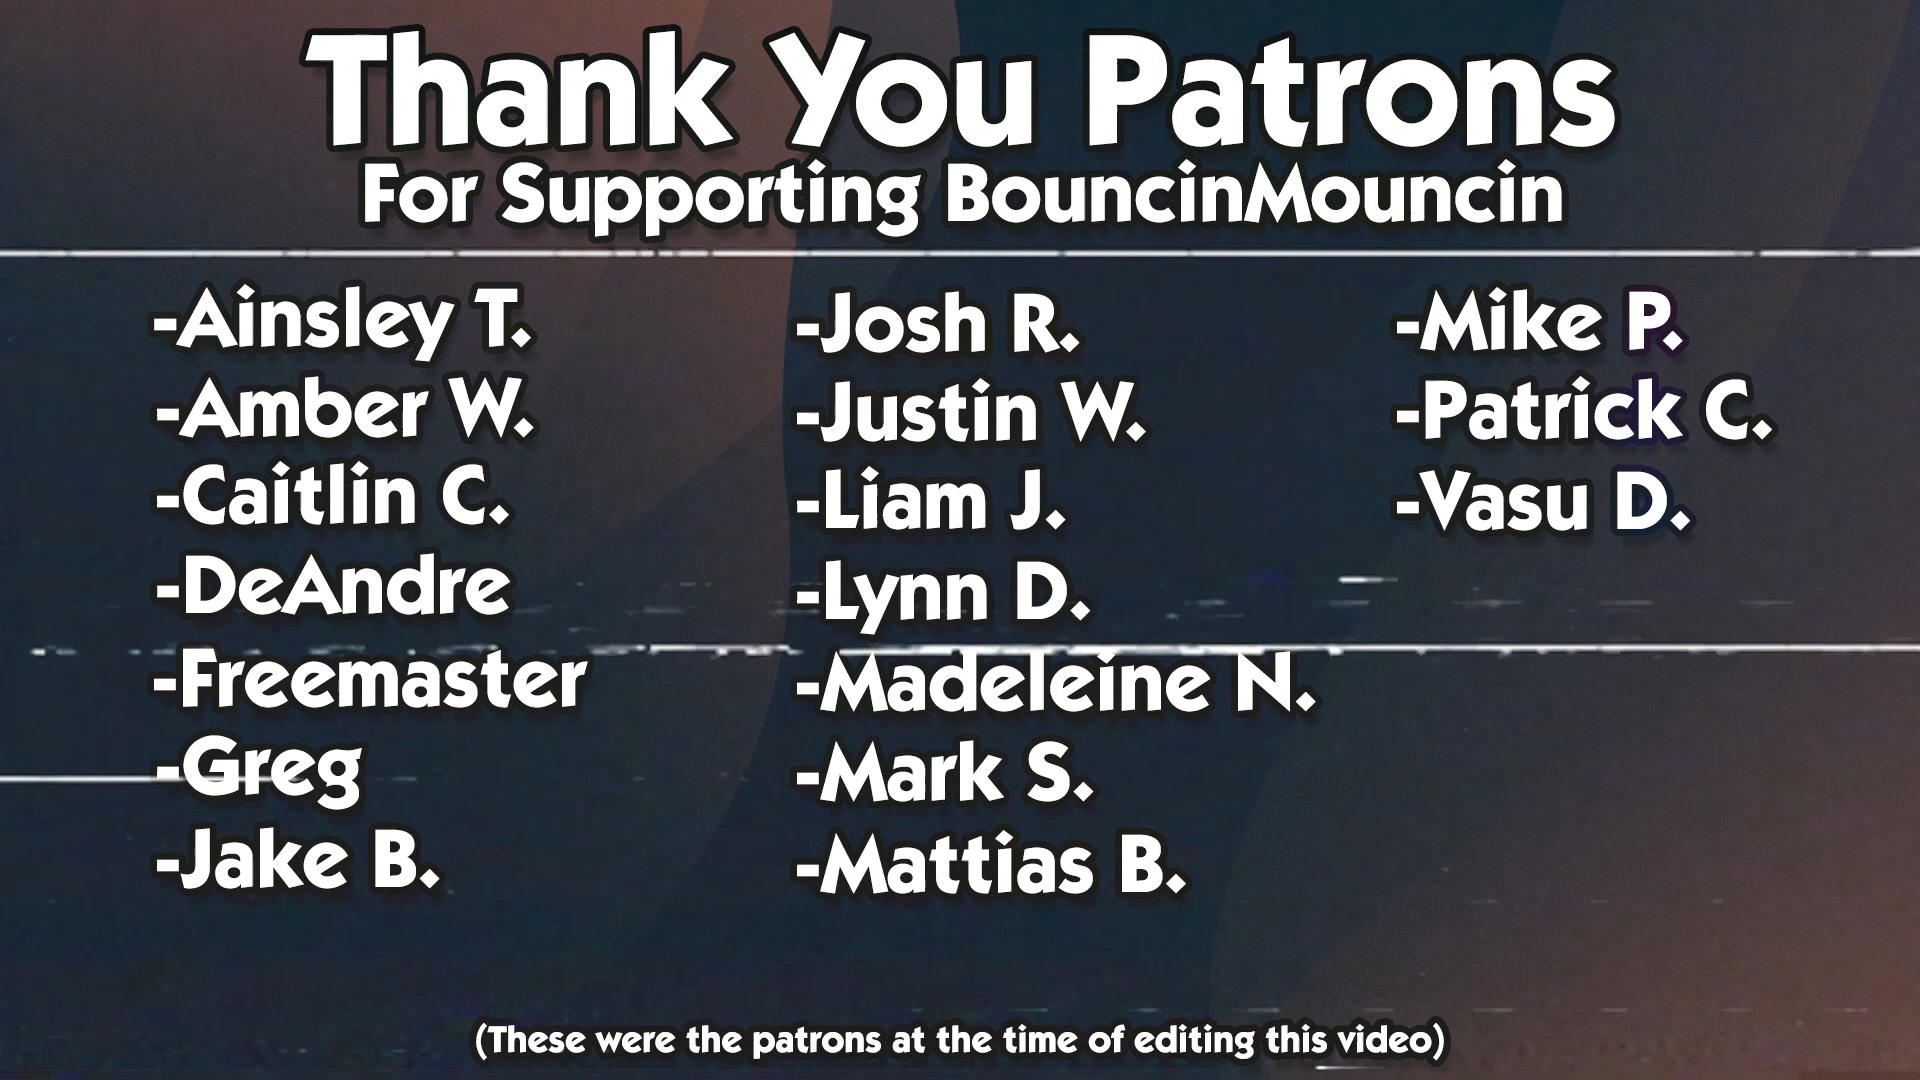 Thank You Patrons
For Supporting BouncinMouncin
-Ainsley T.
-Amber W.
-Caitlin C.
-DeAndre
-Freemaster
-Greg
-Jake B.
-Josh R.
-Justin W.
-Liam J.
-Lynn D.
-Madeleine N.
-Mark S.
-Mattias B.
-Mike P.
-Patrick C.
-Vasu D.
(These were the patrons at the time of editing this video)